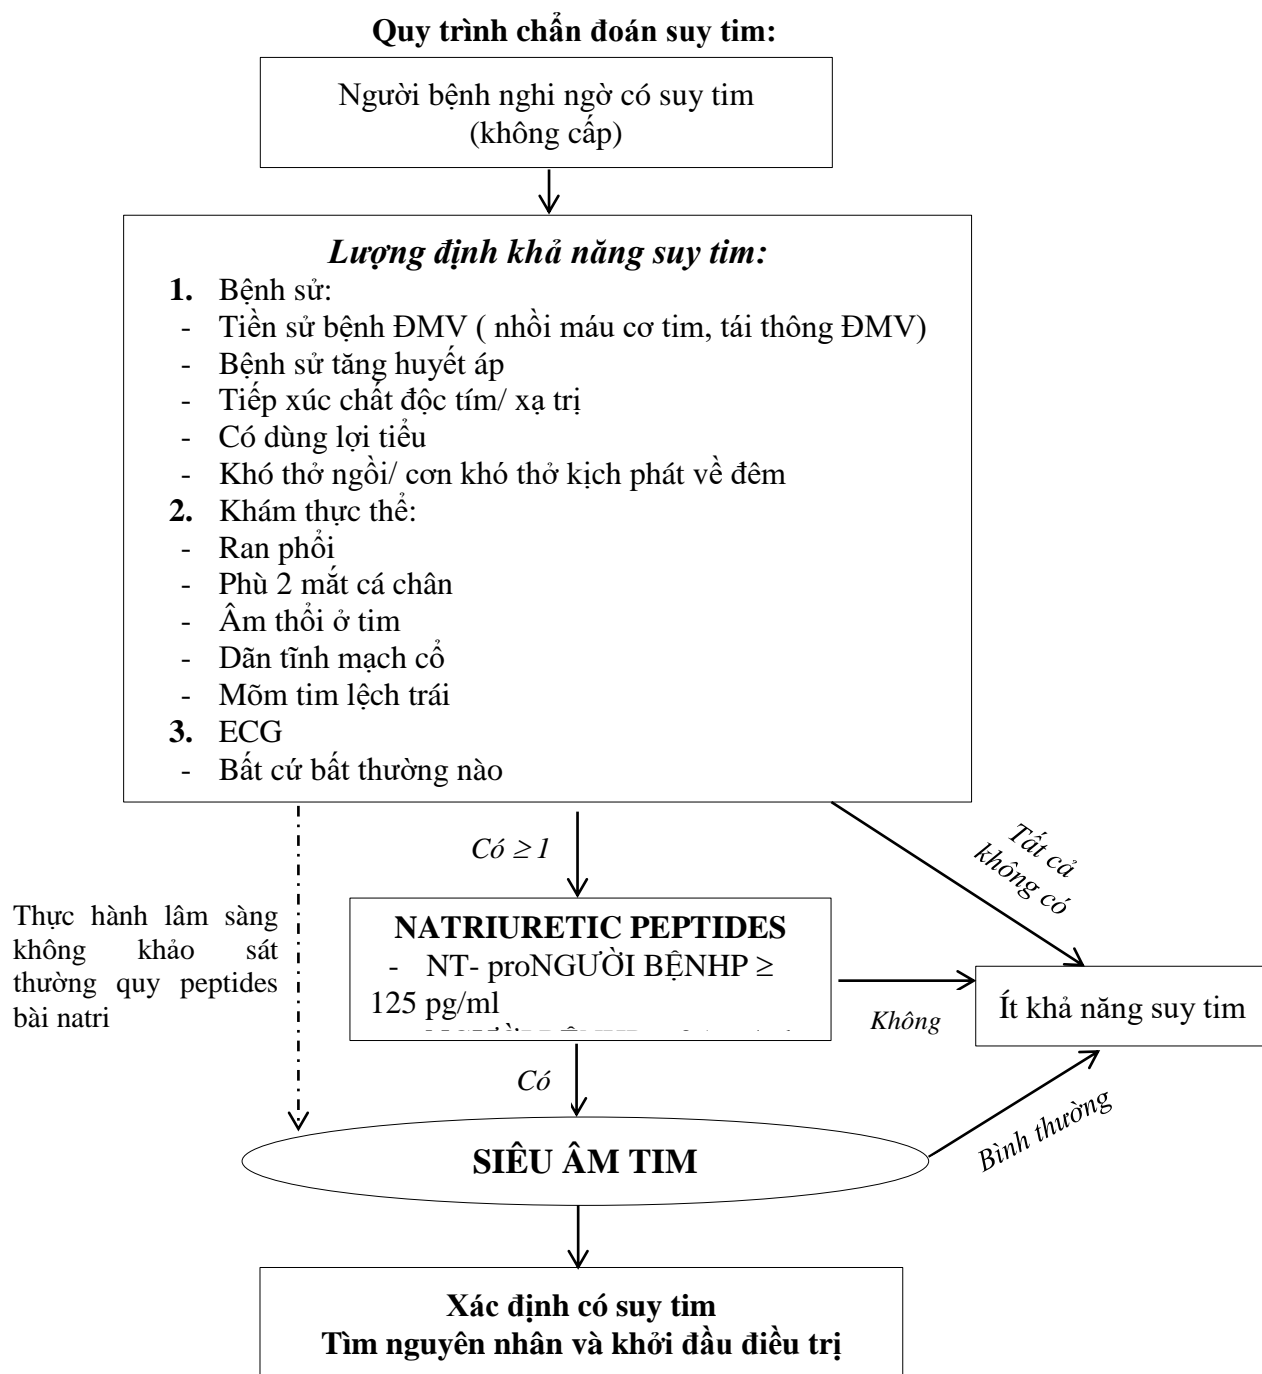 Quy trình chẩn đoán suy tim:
Người bệnh nghi ngờ có suy tim
(không cấp)
Lượng định khả năng suy tim:
1. Bệnh sử:
- Tiền sử bệnh ĐMV ( nhồi máu cơ tim, tái thông ĐMV)
- Bệnh sử tăng huyết áp
- Tiếp xúc chất độc tím/ xạ trị
- Có dùng lợi tiểu
- Khó thở ngồi/ cơn khó thở kịch phát về đêm
2. Khám thực thể:
- Ran phổi
- Phù 2 mắt cá chân
- Âm thổi ở tim
- Dãn tĩnh mạch cổ
- Mõm tim lệch trái
3. ECG
- Bất cứ bất thường nào
Có ≥ 1
Tất cả
không có
Thực hành lâm sàng
không khảo sát
thường quy peptides
bài natri
NATRIURETIC PEPTIDES
- NT- proNGƯỜI BỆNHP ≥
125 pg/ml
Không
Ít khả năng suy tim
Có
Bình thường
SIÊU ÂM TIM
Xác định có suy tim
Tìm nguyên nhân và khởi đầu điều trị